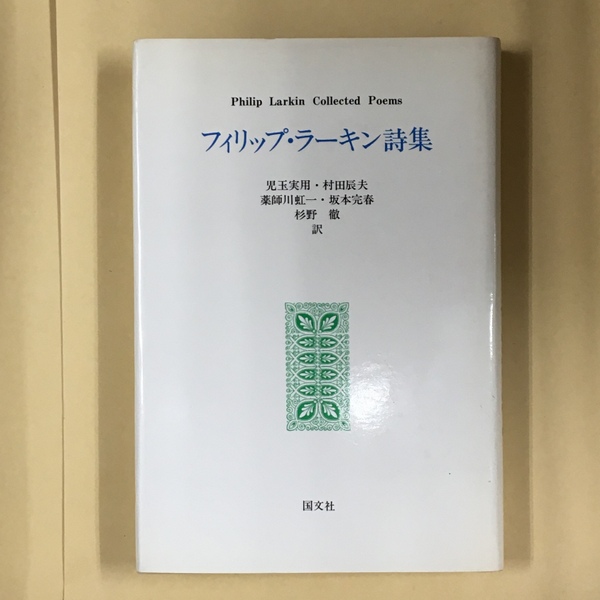 Philip Larkin Collected Poems
フィリップ・ラーキン詩集
児玉実用・村田辰夫
薬師川虹一・坂本完春
杉野 徹
訳
国文社